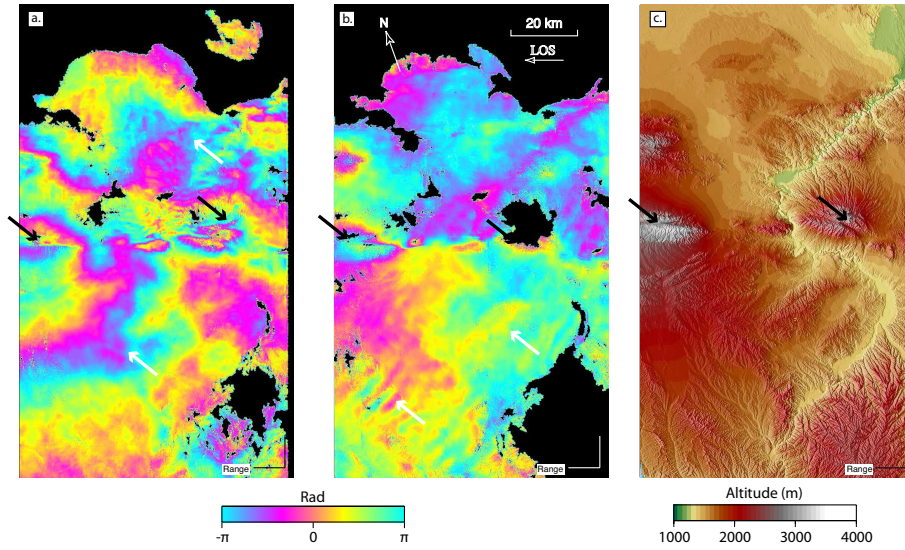 a.
b.
N
20 km
LOS
c.
Range
Range
Range
Rad
-π 0 π
Altitude (m)
1000 2000 3000 4000